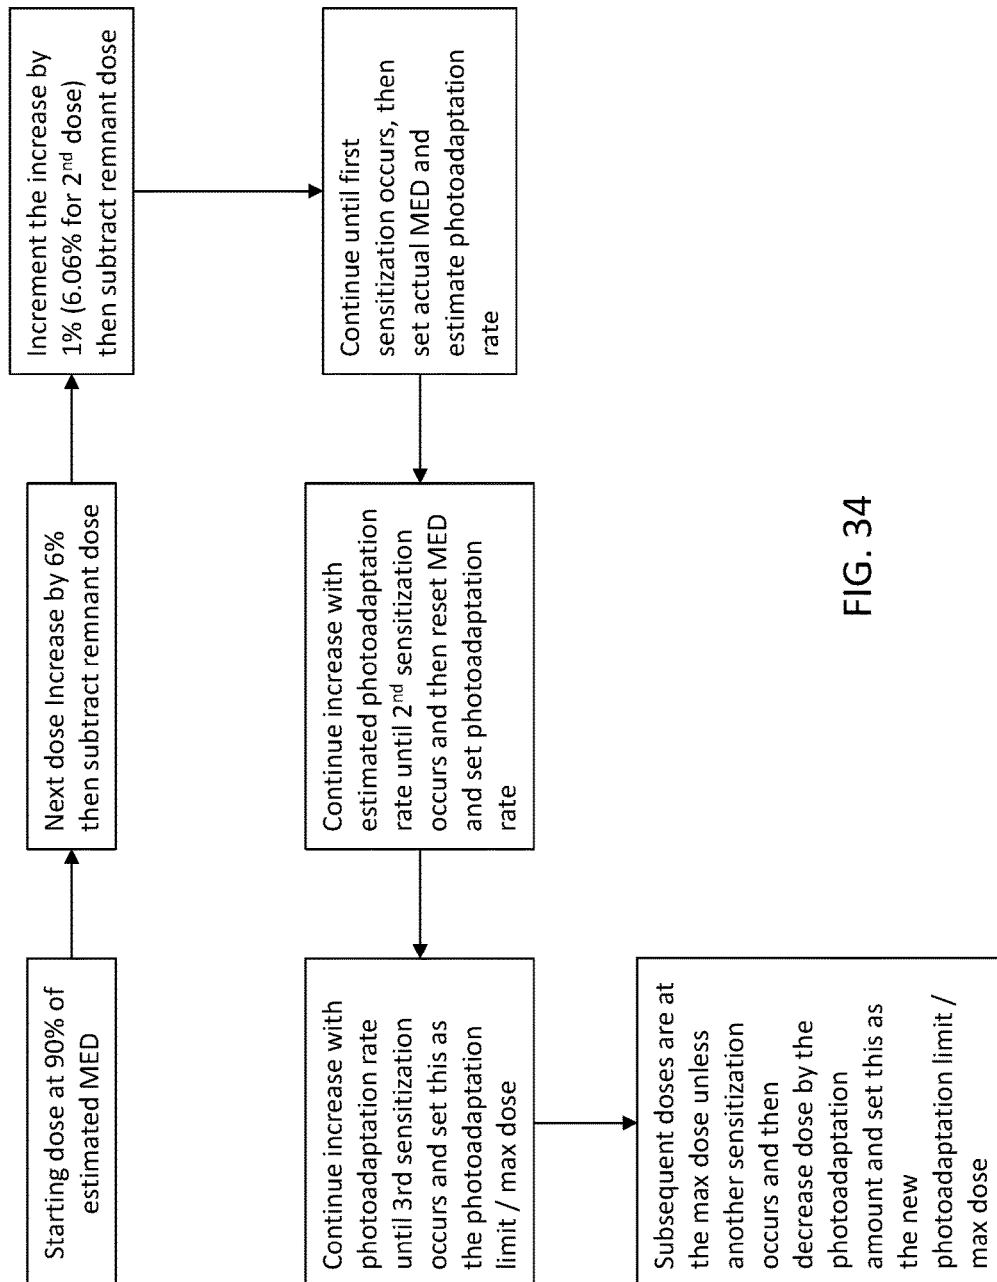 Starting dose at 90% of
estimated MED
Next dose Increase by 6%
then subtract remnant dose
Increment the increase by
1% (6.06% for 2nd dose)
then subtract remnant dose
Continue until first
sensitization occurs, then
set actual MED and
estimate photoadaptation
rate
Continue increase with
estimated photoadaptation
rate until 2nd sensitization
occurs and then reset MED
and set photoadaptation
rate
Continue increase with
photoadaptation rate
until 3rd sensitization
occurs and set this as
the photoadaptation
limit / max dose
Subsequent doses are at
the max dose unless
another sensitization
occurs and then
decrease dose by the
photoadaptation
amount and set this as
the new
photoadaptation limit /
max dose
FIG. 34